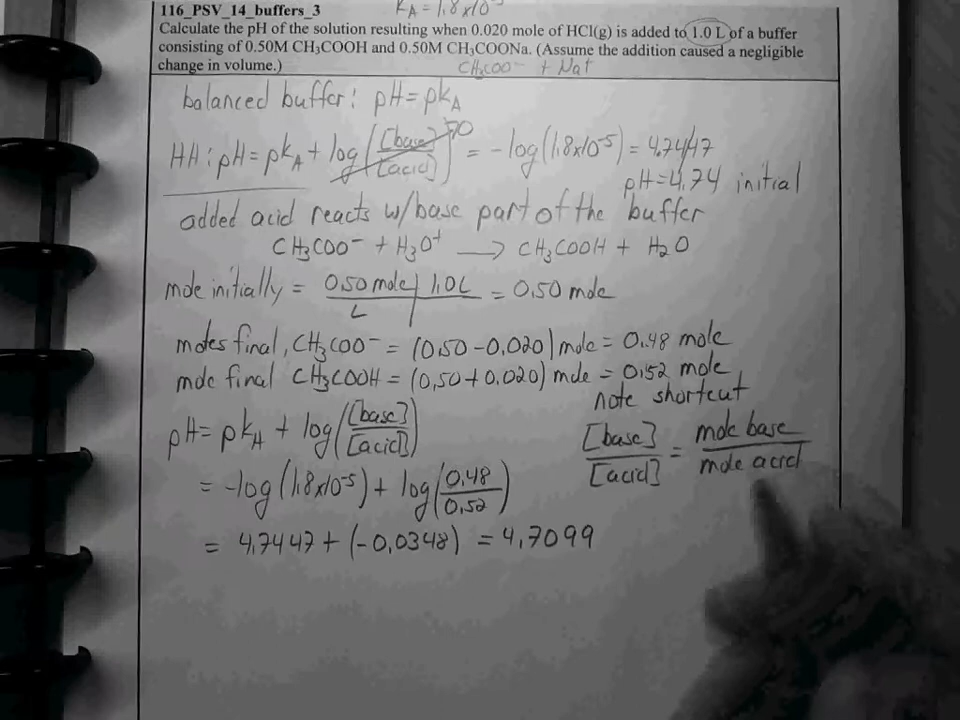 116_PSV_14_buffers_3
KA = 1.8x10
Calculate the pH of the solution resulting when 0.020 mole of HCl(g) is added to 1.0 L of a buffer
consisting of 0.50M CH₃COOH and 0.50M CH₃COONa. (Assume the addition caused a negligible
change in volume.)
CH₃COO⁻ + Na⁺
balanced buffer: pH = pKA
HH: pH = pKA + log([base]/[acid])→0 = -log(1.8x10⁻⁵) = 4.7447
pH = 4.74 initial
added acid reacts w/base part of the buffer
CH₃COO⁻ + H₃O⁺ → CH₃COOH + H₂O
mole initially = 0.50 mole/L | 1.0L = 0.50 mole
moles final, CH₃COO⁻ = (0.50-0.020) mole = 0.48 mole
mole final CH₃COOH = (0.50+0.020) mole = 0.52 mole
note shortcut
pH = pKA + log([base]/[acid])
[base]/[acid] = mole base/mole acid
= -log(1.8x10⁻⁵) + log(0.48/0.52)
= 4.7447 + (-0.0348) = 4.7099